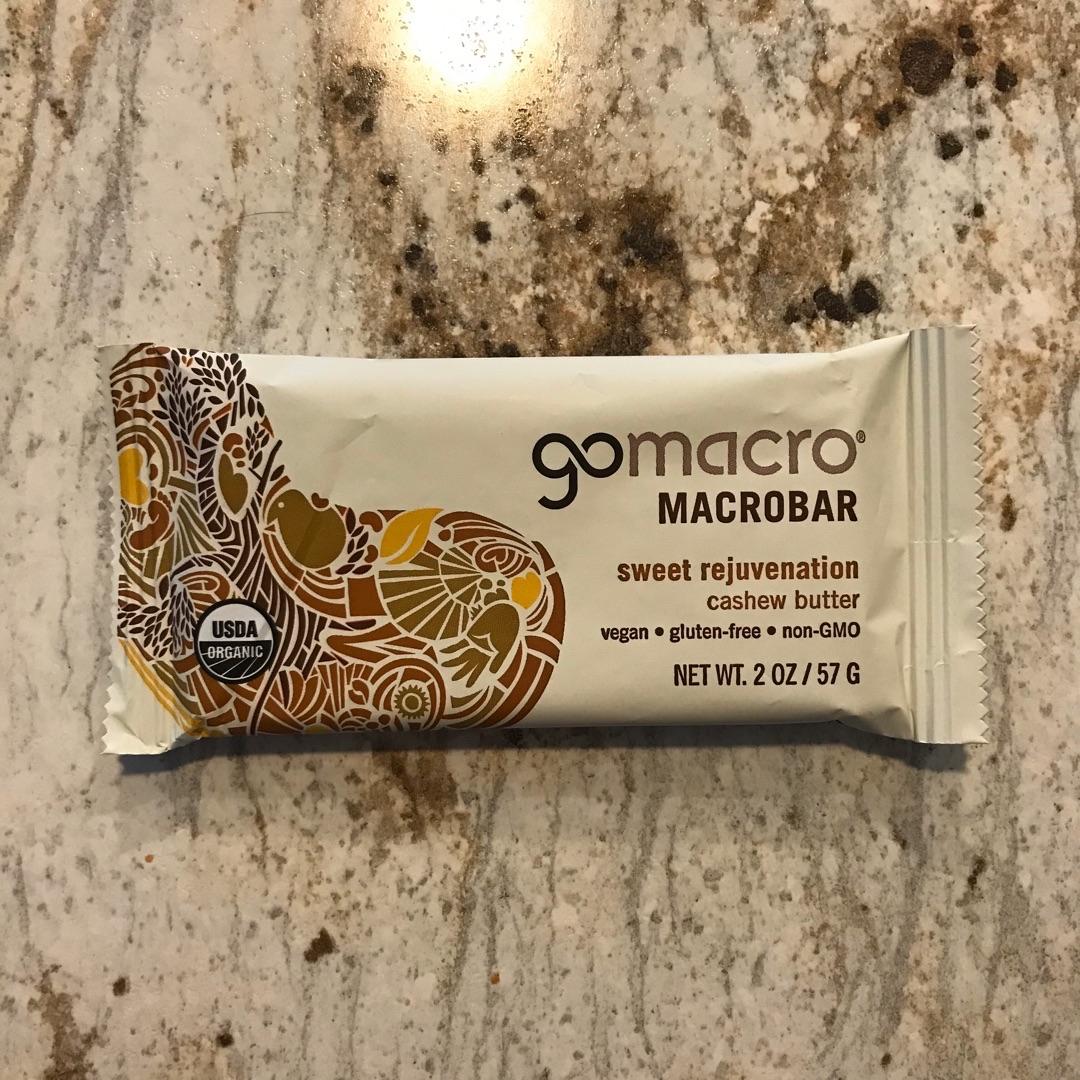 gomacro®
MACROBAR
sweet rejuvenation
cashew butter
vegan • gluten-free • non-GMO
NET WT. 2 OZ / 57 G
USDA
ORGANIC